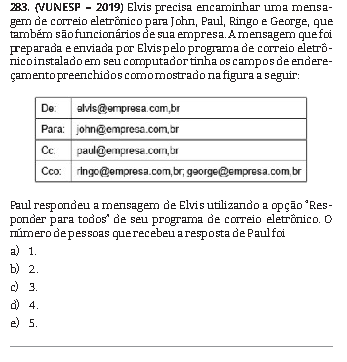 283. (VUNESP – 2019) Elvis precisa encaminhar uma mensa-
gem de correio eletrônico para John, Paul, Ringo e George, que
também são funcionários de sua empresa. A mensagem que foi
preparada e enviada por Elvis pelo programa de correio eletrô-
nico instalado em seu computador tinha os campos de endere-
çamento preenchidos como mostrado na figura a seguir:
De: elvis@empresa.com,br
Para: john@empresa.com,br
Cc: paul@empresa.com,br
Cco: ringo@empresa.com,br; george@empresa.com,br
Paul respondeu a mensagem de Elvis utilizando a opção "Res-
ponder para todos" de seu programa de correio eletrônico. O
número de pessoas que recebeu a resposta de Paul foi
a) 1.
b) 2.
c) 3.
d) 4.
e) 5.